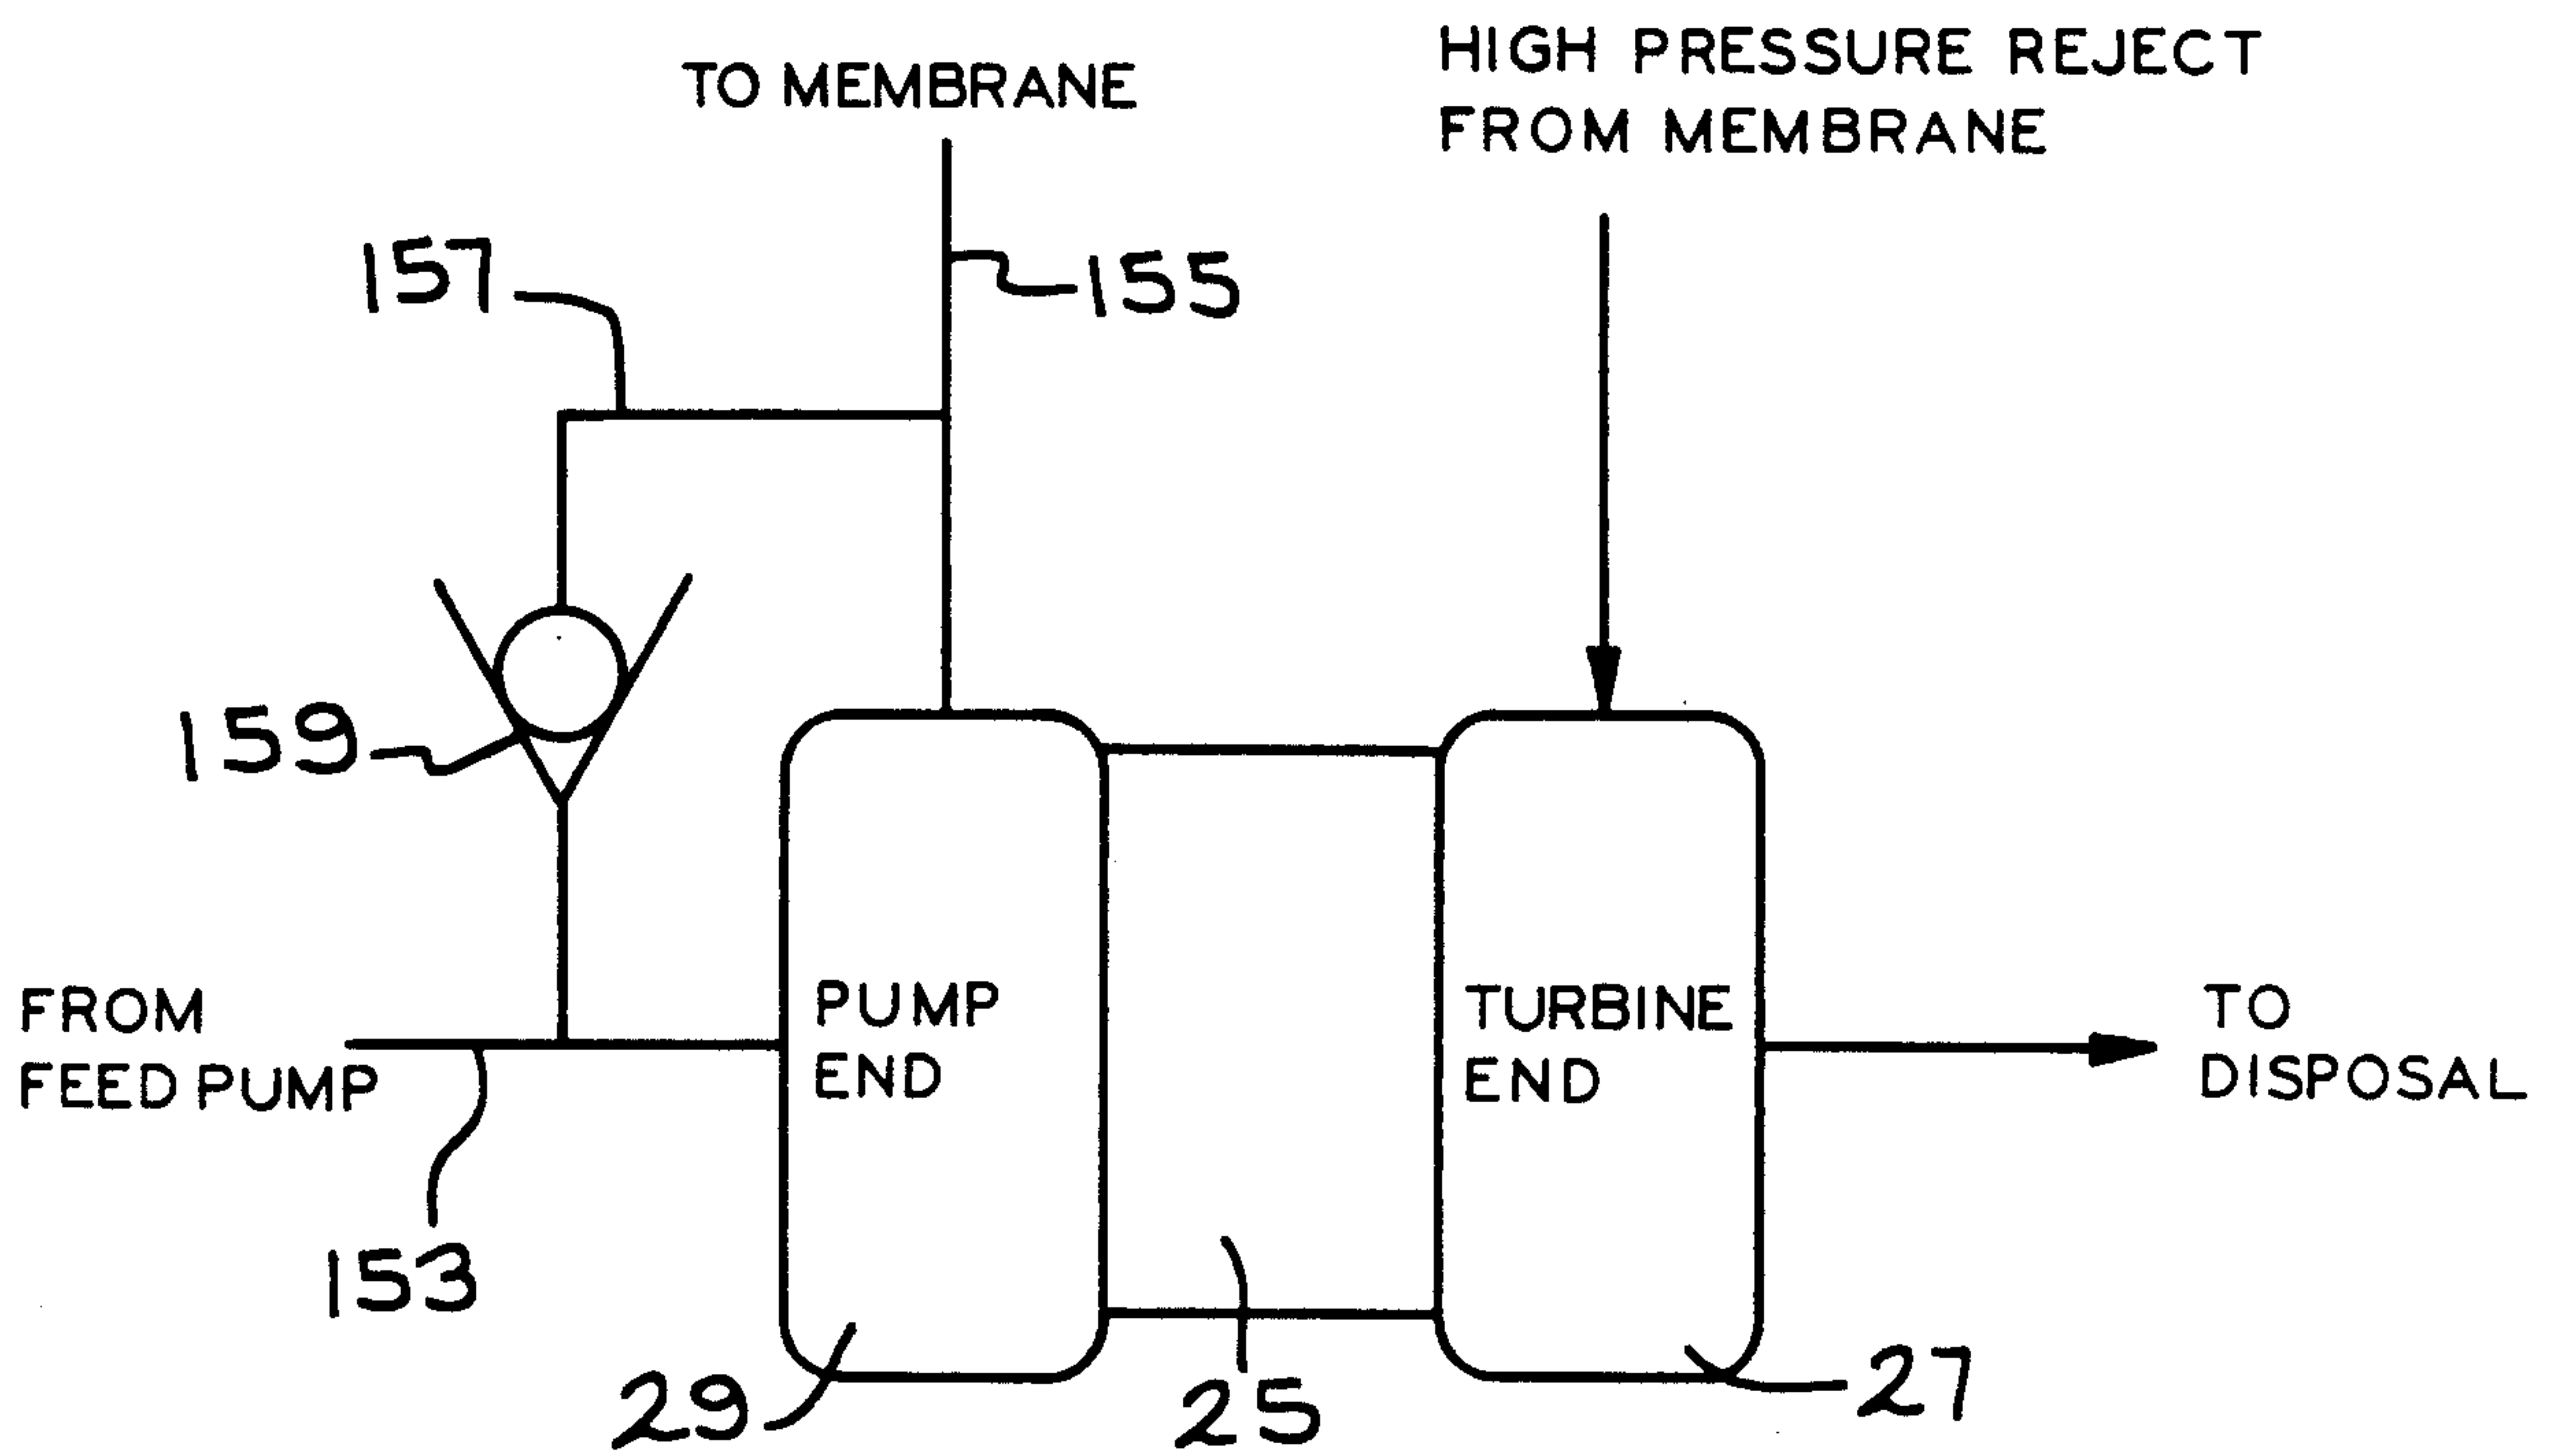 TO MEMBRANE
HIGH PRESSURE REJECT
FROM MEMBRANE
157
155
159
FROM
FEED PUMP
PUMP
END
TURBINE
END
TO
DISPOSAL
153
29
25
27